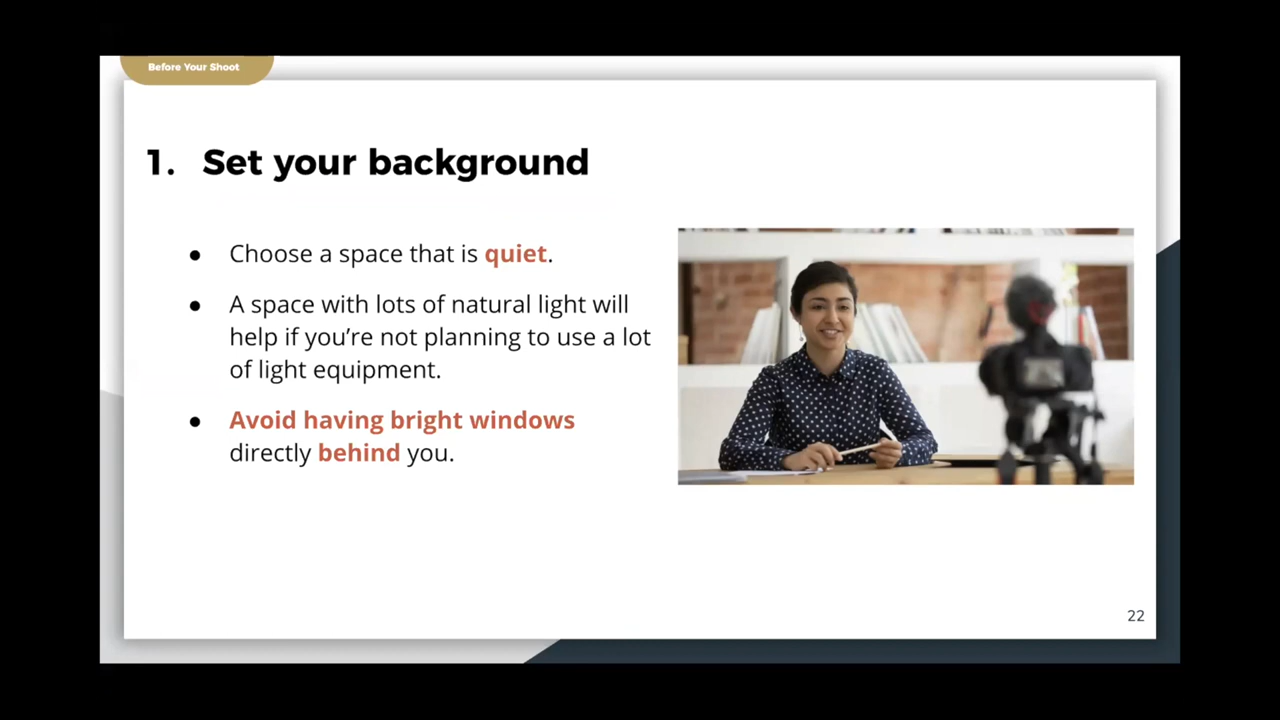 Before Your Shoot
1. Set your background
● Choose a space that is quiet.
● A space with lots of natural light will
help if you’re not planning to use a lot
of light equipment.
● Avoid having bright windows
directly behind you.
22